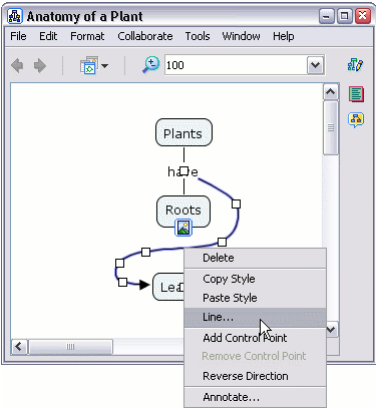 Anatomy of a Plant
File Edit Format Collaborate Tools Window Help
100
Plants
have
Roots
Delete
Copy Style
Paste Style
Line...
Add Control Point
Remove Control Point
Reverse Direction
Annotate...